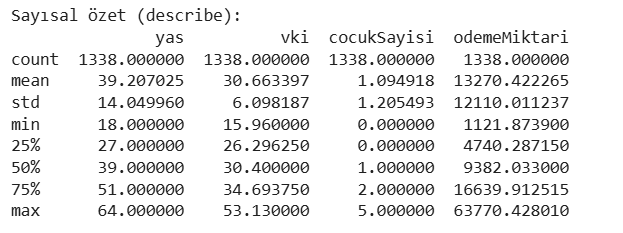 Sayısal özet (describe):
yas vki cocukSayisi odemeMiktari
count 1338.000000 1338.000000 1338.000000 1338.000000
mean 39.207025 30.663397 1.094918 13270.422265
std 14.049960 6.098187 1.205493 12110.011237
min 18.000000 15.960000 0.000000 1121.873900
25% 27.000000 26.296250 0.000000 4740.287150
50% 39.000000 30.400000 1.000000 9382.033000
75% 51.000000 34.693750 2.000000 16639.912515
max 64.000000 53.130000 5.000000 63770.428010